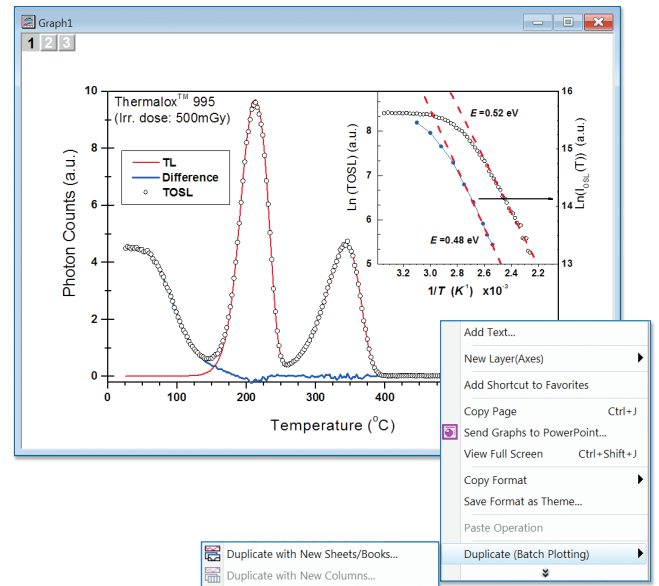 Graph1
1 2 3
Thermalox™ 995
(Irr. dose: 500mGy)
TL
Difference
TOSL
10
8
6
4
2
0
Photon Counts (a.u.)
0 100 200 300 400
Temperature (°C)
E=0.52 eV
E=0.48 eV
8
7
6
5
Ln (TOSL) (a.u.)
16
15
14
13
Ln(I_OSL(T)) (a.u.)
3.2 3.0 2.8 2.6 2.4 2.2
1/T (K⁻¹) x10⁻³
Add Text...
New Layer(Axes)
Add Shortcut to Favorites
Copy Page Ctrl+J
Send Graphs to PowerPoint...
View Full Screen Ctrl+Shift+J
Copy Format
Save Format as Theme...
Paste Operation
Duplicate (Batch Plotting)
Duplicate with New Sheets/Books...
Duplicate with New Columns...